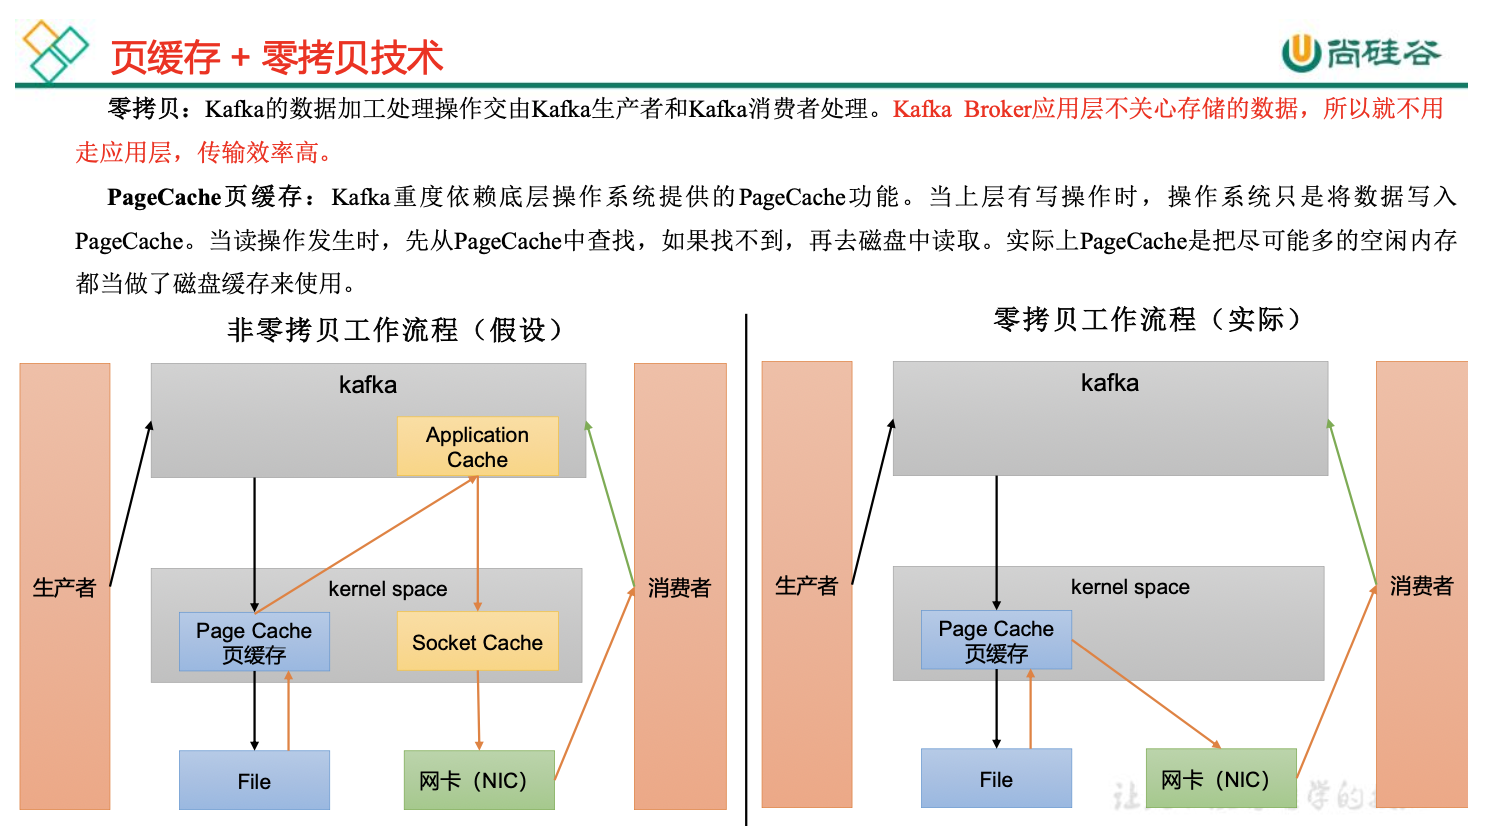 页缓存 + 零拷贝技术
尚硅谷
零拷贝：Kafka的数据加工处理操作交由Kafka生产者和Kafka消费者处理。Kafka Broker应用层不关心存储的数据，所以就不用
走应用层，传输效率高。
PageCache页缓存：Kafka重度依赖底层操作系统提供的PageCache功能。当上层有写操作时，操作系统只是将数据写入
PageCache。当读操作发生时，先从PageCache中查找，如果找不到，再去磁盘中读取。实际上PageCache是把尽可能多的空闲内存
都当做了磁盘缓存来使用。
非零拷贝工作流程（假设）
kafka
Application
Cache
生产者
kernel space
Page Cache
页缓存
Socket Cache
消费者
File
网卡（NIC）
零拷贝工作流程（实际）
kafka
生产者
kernel space
Page Cache
页缓存
消费者
File
网卡（NIC）
让
学的